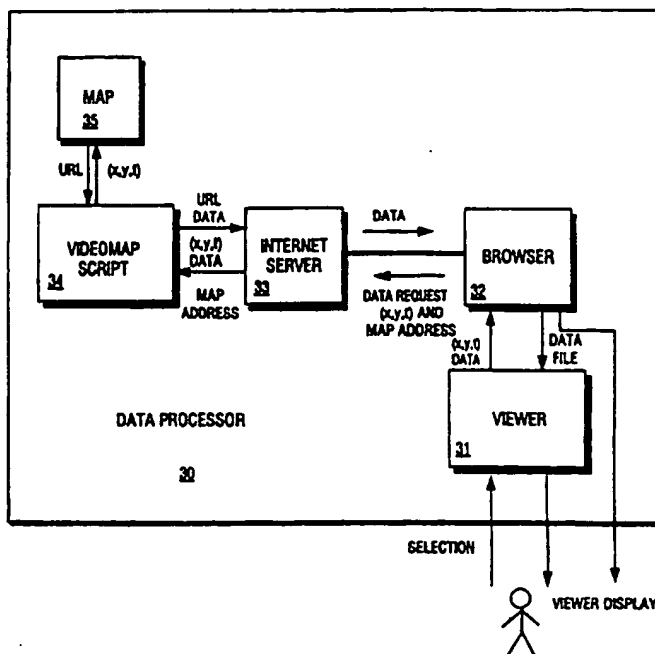 MAP
35
URL
(x,y,t)
VIDEOMAP
SCRIPT
34
URL
DATA
(x,y,t)
DATA
MAP
ADDRESS
INTERNET
SERVER
33
DATA
DATA REQUEST
(x,y,t) AND
MAP ADDRESS
BROWSER
32
(x,y,t)
DATA
DATA
FILE
VIEWER
31
DATA PROCESSOR
30
SELECTION
VIEWER DISPLAY